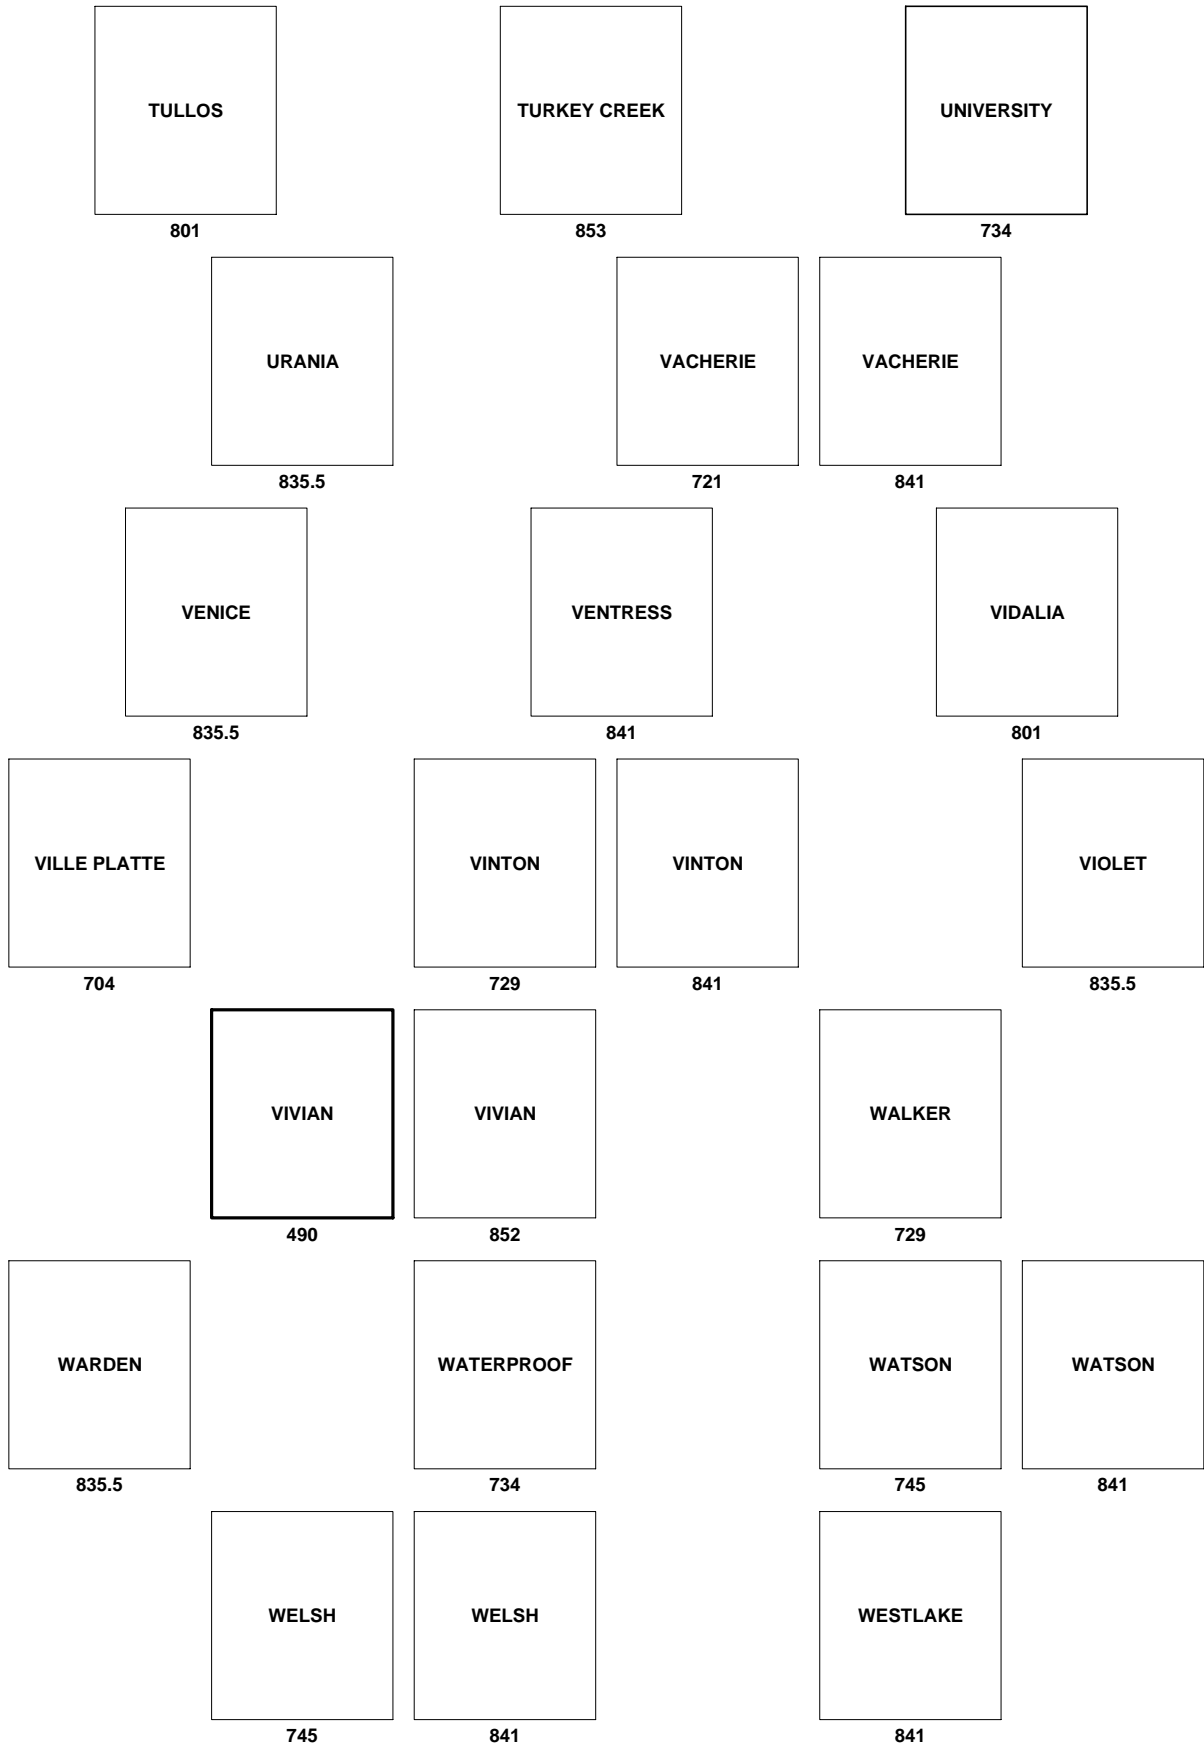 TULLOS TURKEY CREEK UNIVERSITY
801 853 734
URANIA VACHERIE VACHERIE
835.5 721 841
VENICE VENTRESS VIDALIA
835.5 841 801
VILLE PLATTE VINTON VINTON VIOLET
704 729 841 835.5
VIVIAN VIVIAN WALKER
490 852 729
WARDEN WATERPROOF WATSON WATSON
835.5 734 745 841
WELSH WELSH WESTLAKE
745 841 841